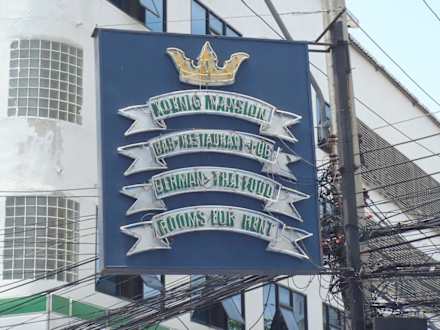 KOENIG MANSION
BAR-RESTAURANT-PUB
GERMAN-THAI FOOD
ROOMS FOR RENT